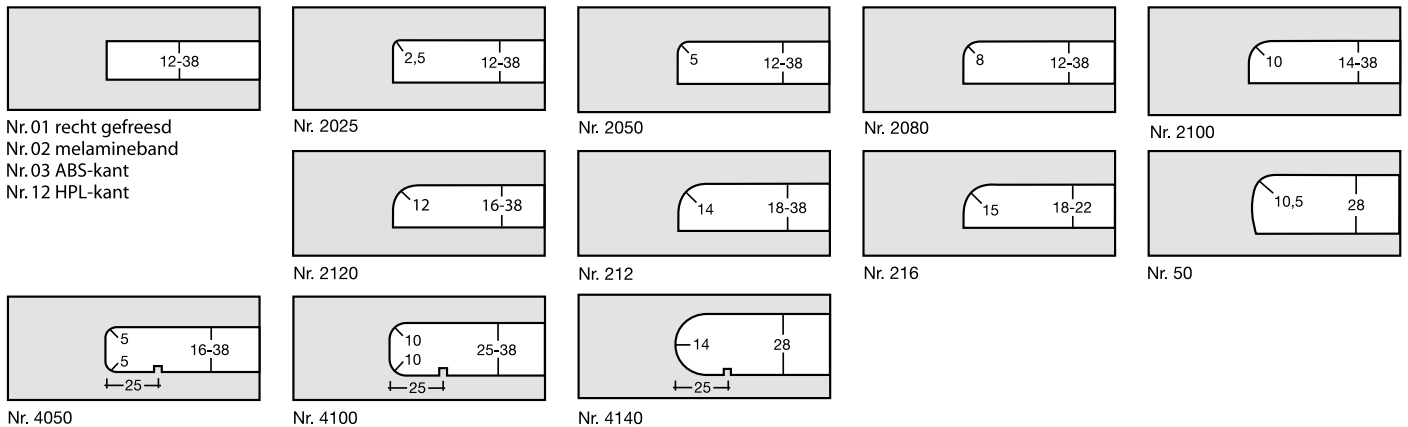 12-38
2,5 12-38
5 12-38
8 12-38
10 14-38
Nr. 01 recht gefreesd
Nr. 02 melamineband
Nr. 03 ABS-kant
Nr. 12 HPL-kant
Nr. 2025
Nr. 2050
Nr. 2080
Nr. 2100
12 16-38
14 18-38
15 18-22
10,5 28
Nr. 2120
Nr. 212
Nr. 216
Nr. 50
5
5
16-38
25
10
10
25-38
25
14 28
25
Nr. 4050
Nr. 4100
Nr. 4140